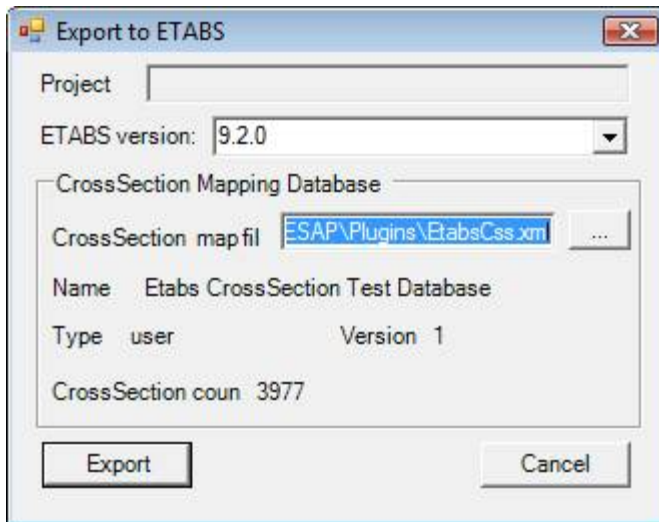 Export to ETABS
Project
ETABS version: 9.2.0
CrossSection Mapping Database
CrossSection map fil ESAP\Plugins\EtabsCss.xml ...
Name Etabs CrossSection Test Database
Type user Version 1
CrossSection coun 3977
Export Cancel